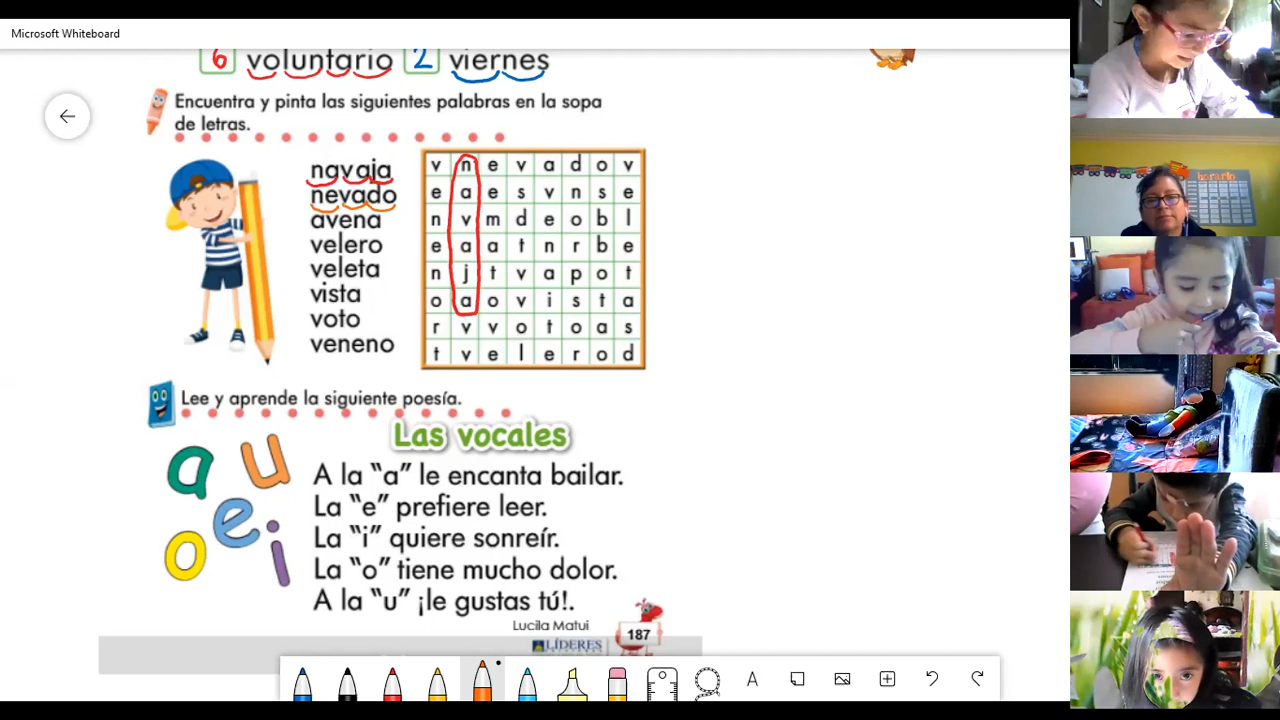 Microsoft Whiteboard
6 voluntario 2 viernes
Encuentra y pinta las siguientes palabras en la sopa
de letras.
navaja
nevado
avena
velero
veleta
vista
voto
veneno
v n e v a d o v
e a e s v n s e
n v m d e o b l
e a a t n r b e
n j t v a p o t
o a o v i s t a
r v v o t o a s
t v e l e r o d
Lee y aprende la siguiente poesía.
Las vocales
a u e o i
A la "a" le encanta bailar.
La "e" prefiere leer.
La "i" quiere sonreír.
La "o" tiene mucho dolor.
A la "u" ¡le gustas tú!.
Lucila Matui
LÍDERES
187
A
horario